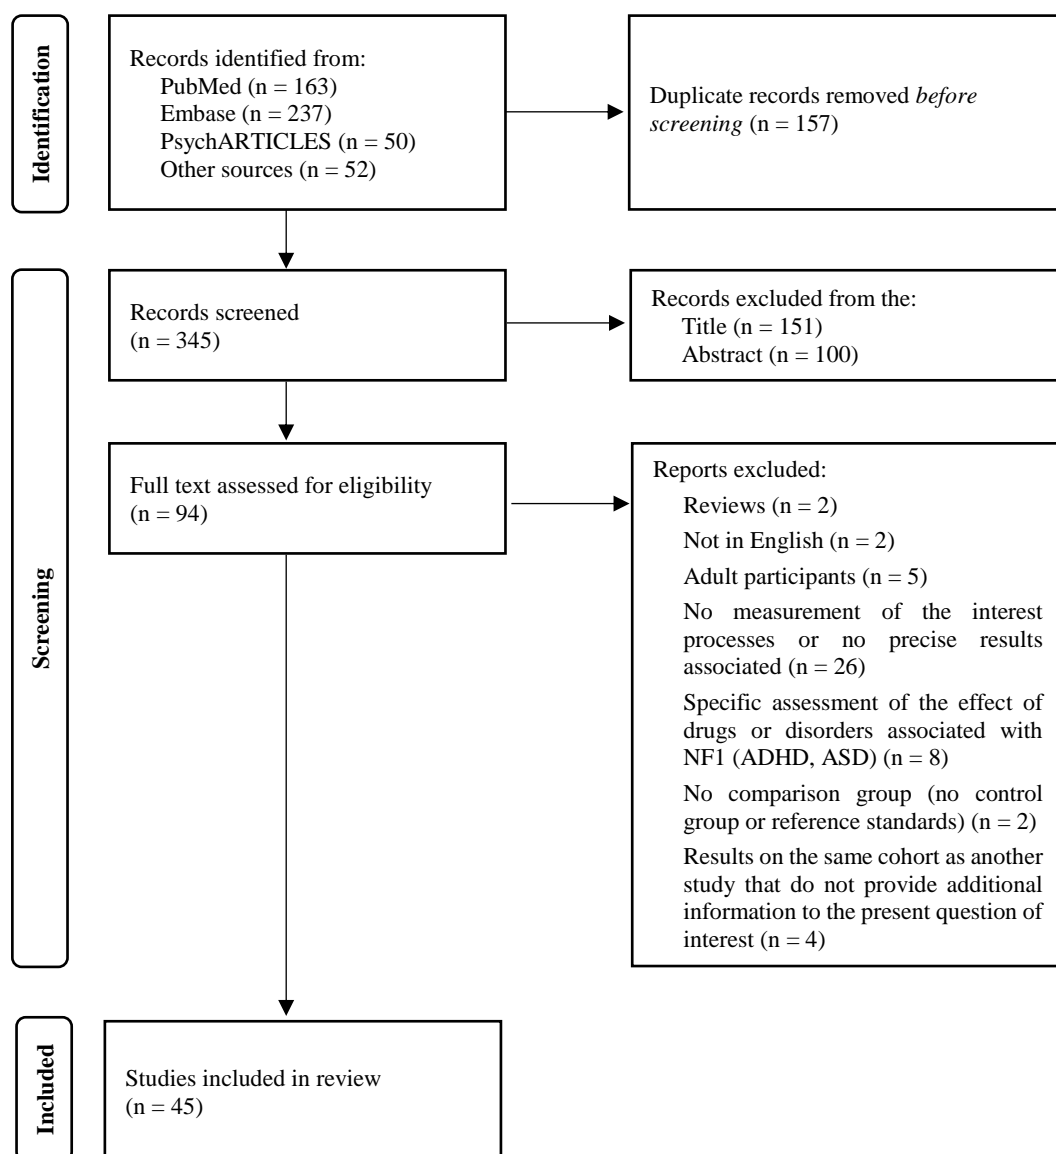 Identification
Records identified from:
PubMed (n = 163)
Embase (n = 237)
PsychARTICLES (n = 50)
Other sources (n = 52)
Duplicate records removed before
screening (n = 157)
Screening
Records screened
(n = 345)
Records excluded from the:
Title (n = 151)
Abstract (n = 100)
Full text assessed for eligibility
(n = 94)
Reports excluded:
Reviews (n = 2)
Not in English (n = 2)
Adult participants (n = 5)
No measurement of the interest
processes or no precise results
associated (n = 26)
Specific assessment of the effect of
drugs or disorders associated with
NF1 (ADHD, ASD) (n = 8)
No comparison group (no control
group or reference standards) (n = 2)
Results on the same cohort as another
study that do not provide additional
information to the present question of
interest (n = 4)
Included
Studies included in review
(n = 45)